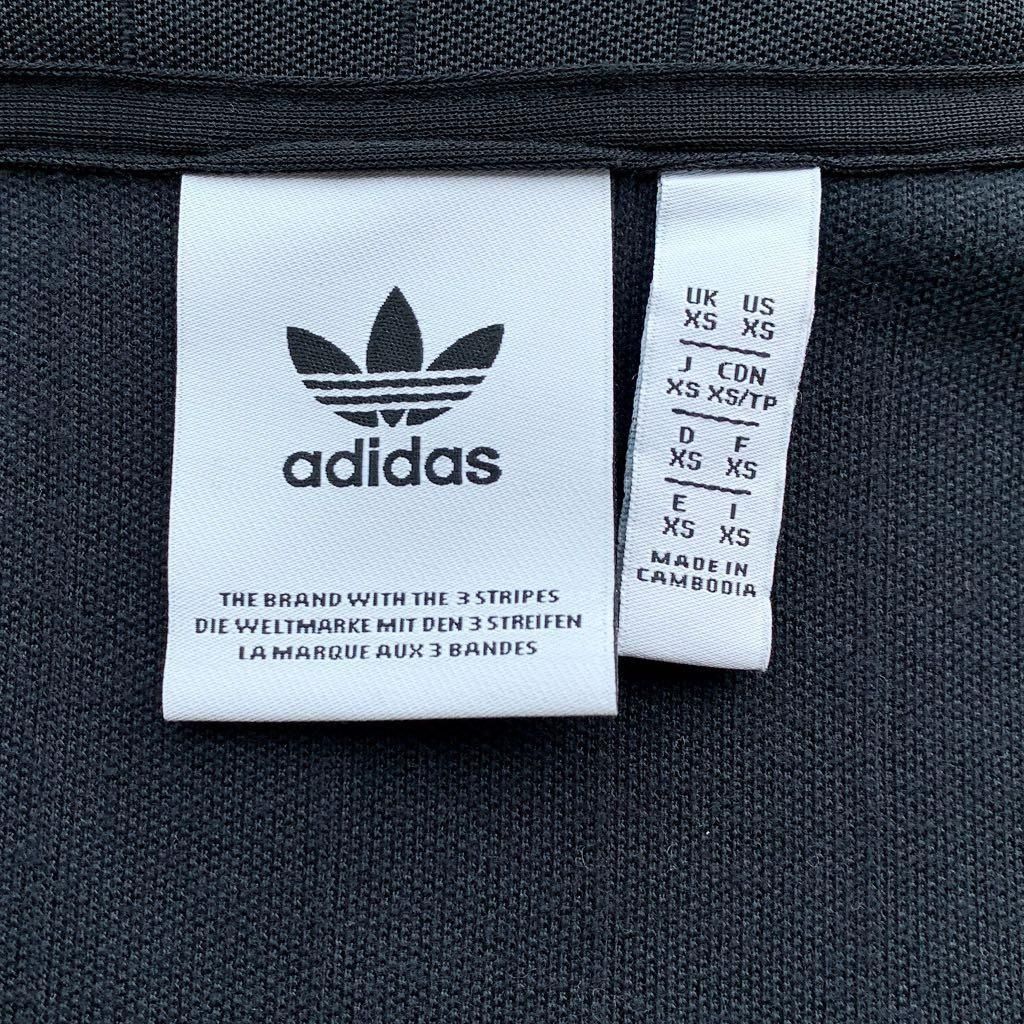 adidas
THE BRAND WITH THE 3 STRIPES
DIE WELTMARKE MIT DEN 3 STREIFEN
LA MARQUE AUX 3 BANDES
UK US
XS XS
J CDN
XS XS/TP
D F
XS XS
E I
XS XS
MADE IN
CAMBODIA